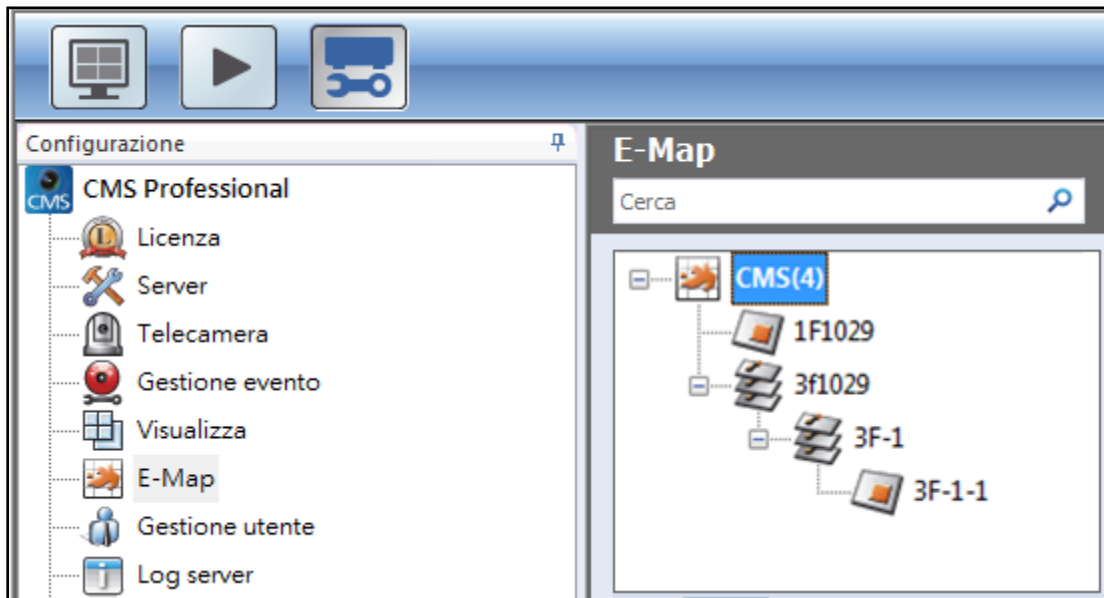 Configurazione
CMS Professional
CMS
Licenza
Server
Telecamera
Gestione evento
Visualizza
E-Map
Gestione utente
Log server
E-Map
Cerca
CMS(4)
1F1029
3f1029
3F-1
3F-1-1